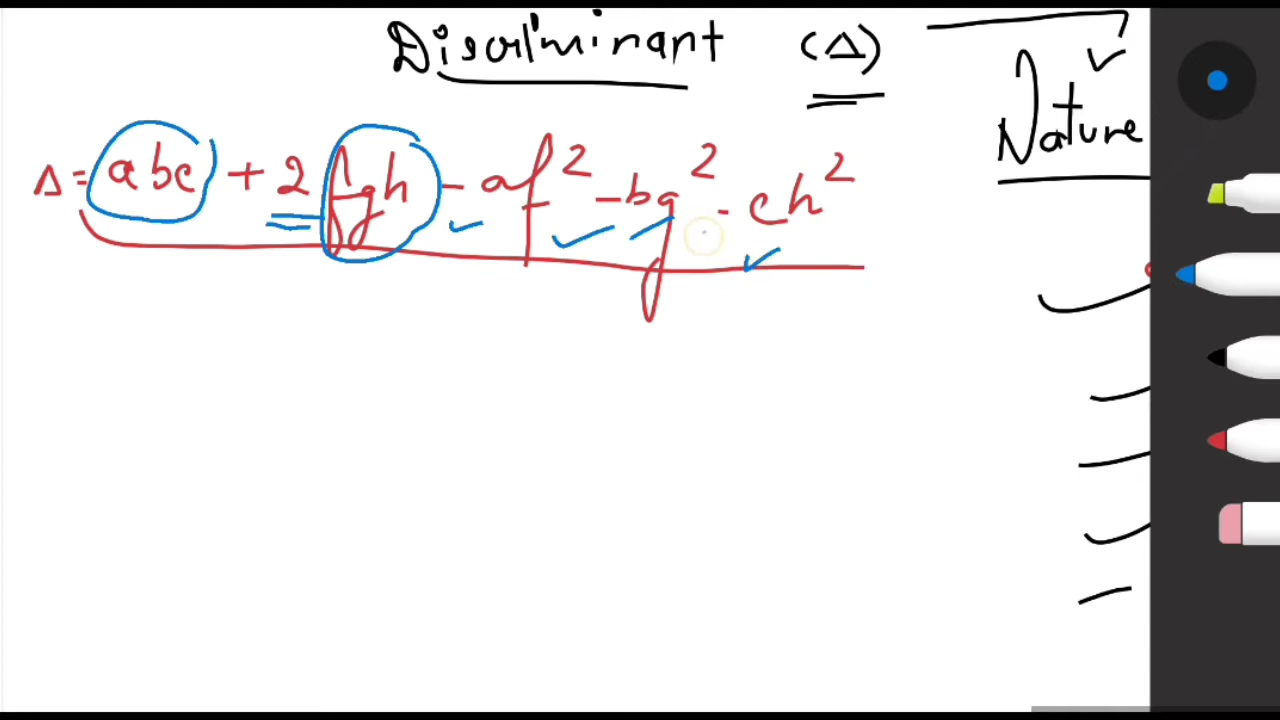 Discriminant (Δ)
Nature
Δ = abc + 2fgh - af² - bg² - ch²